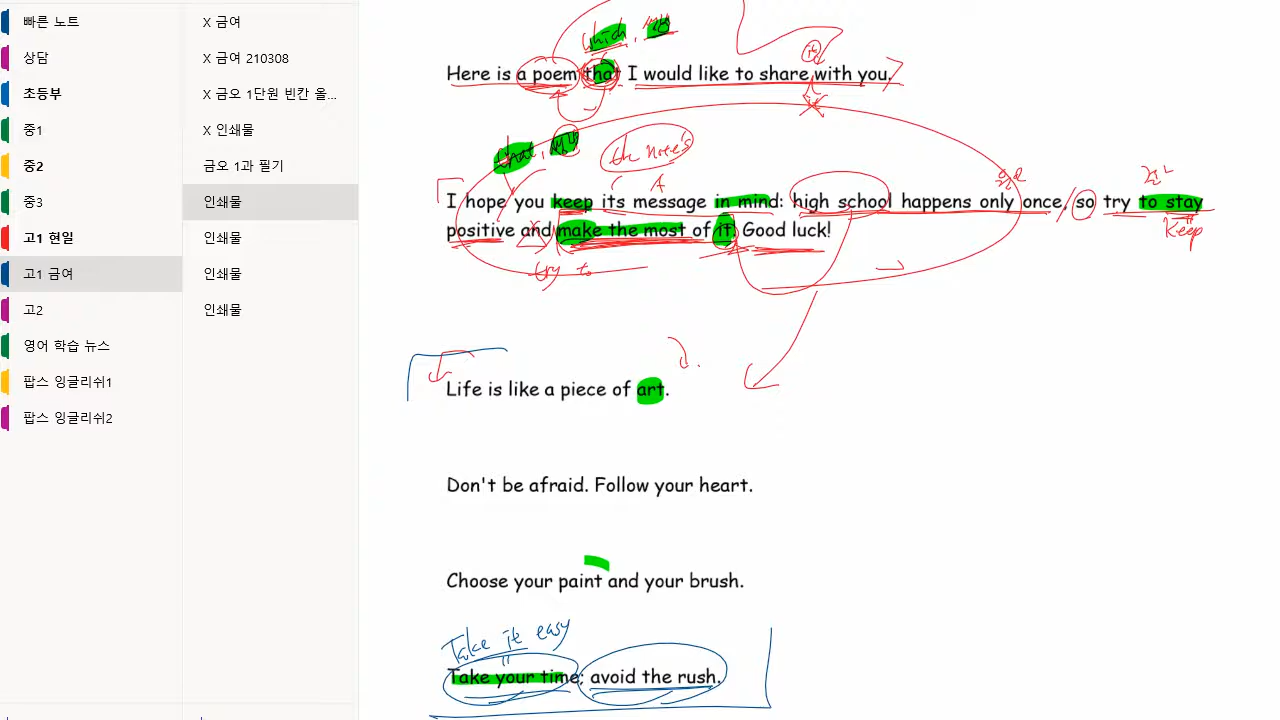 빠른 노트
상담
초등부
중1
중2
중3
고1 현일
고1 금여
고2
영어 학습 뉴스
팝스 잉글리쉬1
팝스 잉글리쉬2
X 금여
X 금여 210308
X 금오 1단원 빈칸 올...
X 인쇄물
금오 1과 필기
인쇄물
인쇄물
인쇄물
인쇄물
which,
Here is a poem that I would like to share with you.
that,
the poem's
I hope you keep its message in mind: high school happens only once, so try to stay
Keep
positive and make the most of it. Good luck!
try to
Life is like a piece of art.
Don't be afraid. Follow your heart.
Choose your paint and your brush.
Take it easy
Take your time; avoid the rush.